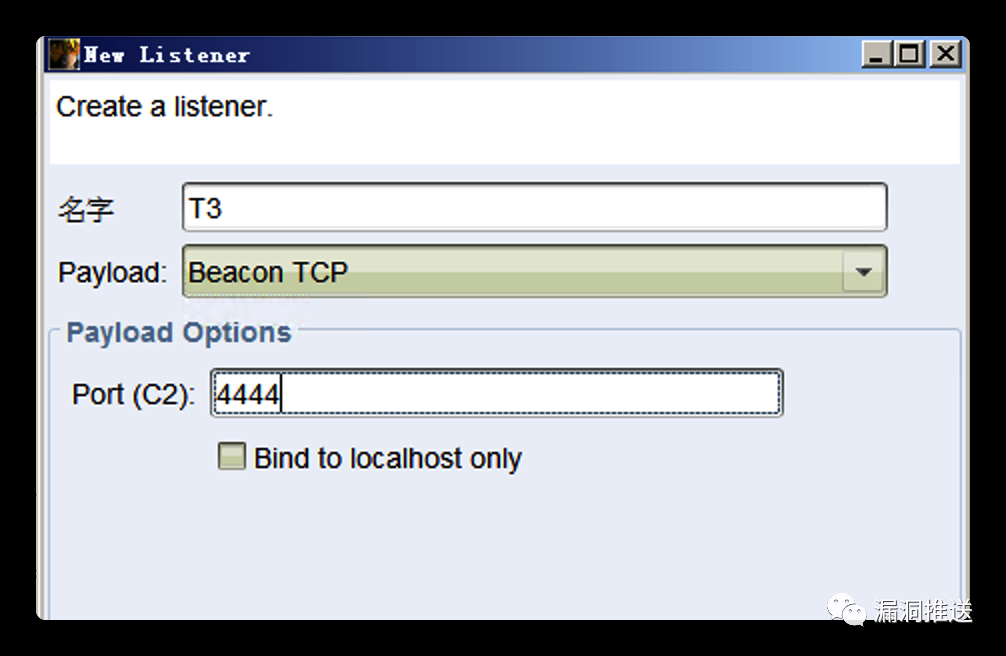 New Listener
Create a listener.
名字 T3
Payload: Beacon TCP
Payload Options
Port (C2): 4444
Bind to localhost only
漏洞推送